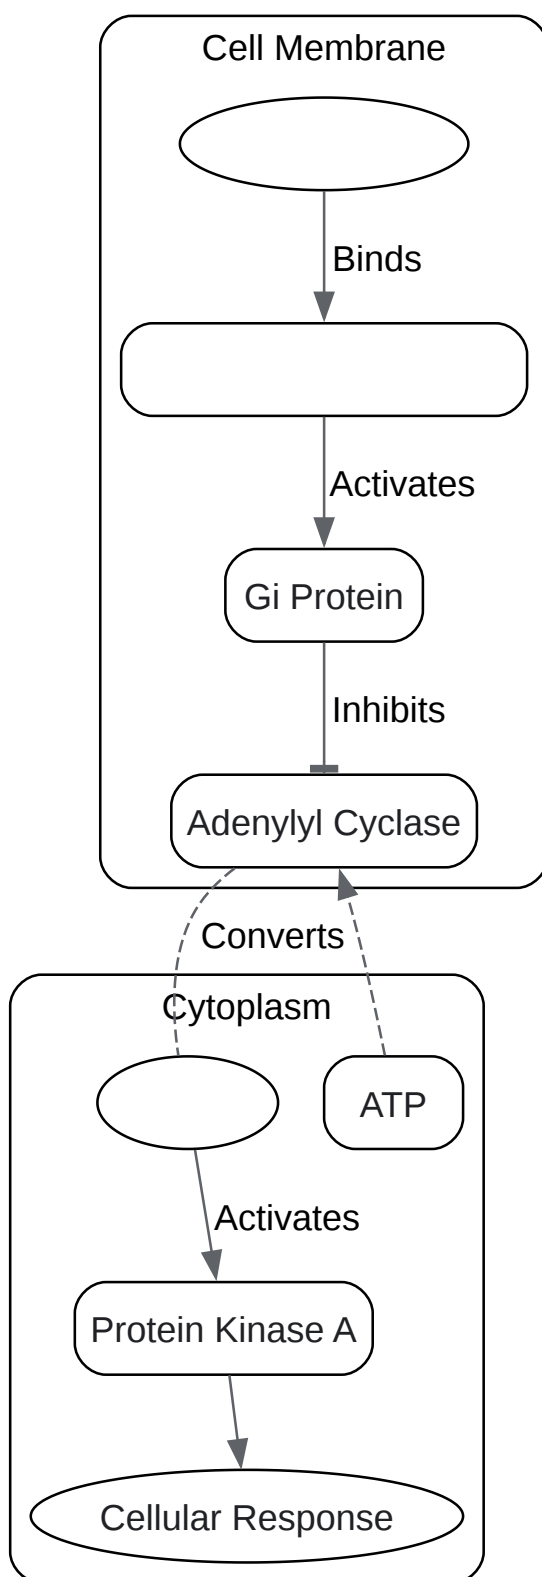 Cell Membrane
Binds
Activates
Gi Protein
Inhibits
Adenylyl Cyclase
Converts
Cytoplasm
ATP
Activates
Protein Kinase A
Cellular Response